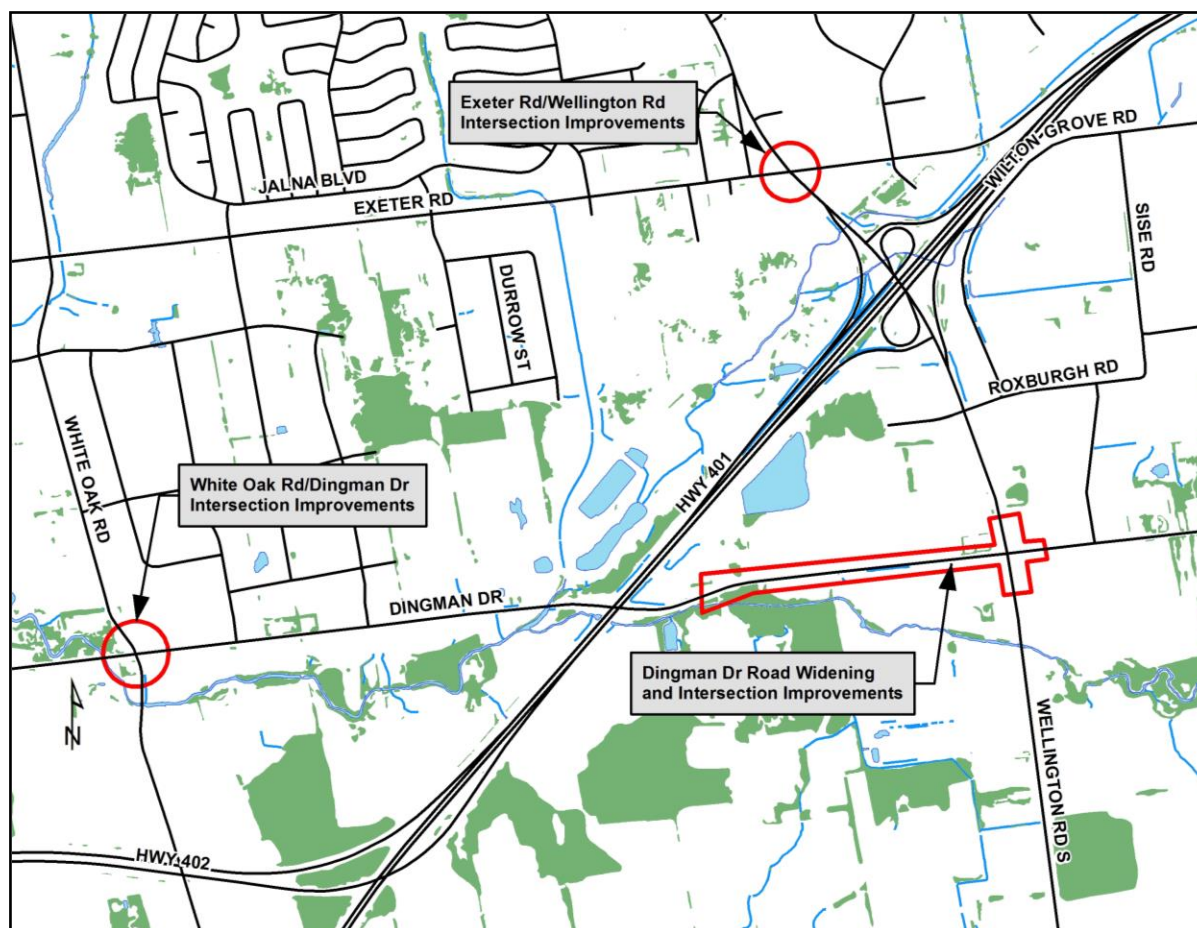 Exeter Rd/Wellington Rd
Intersection Improvements
WILTON GROVE RD
JALNA BLVD
EXETER RD
SISE RD
DURROW ST
ROXBURGH RD
WHITE OAK RD
HWY 401
White Oak Rd/Dingman Dr
Intersection Improvements
DINGMAN DR
Dingman Dr Road Widening
and Intersection Improvements
N
WELLINGTON RD S
HWY 402